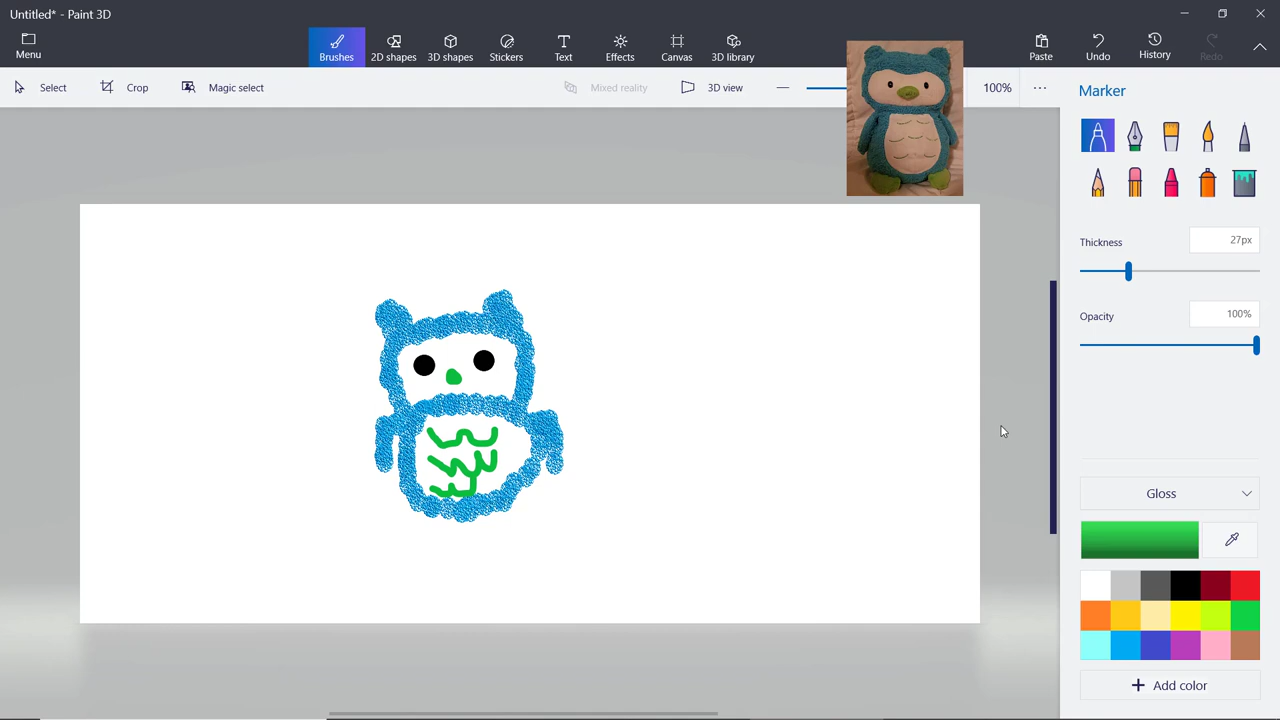 Untitled* - Paint 3D
Menu
Brushes
2D shapes
3D shapes
Stickers
Text
Effects
Canvas
3D library
Paste
Undo
History
Redo
Select
Crop
Magic select
Mixed reality
3D view
100%
Marker
Thickness
27px
Opacity
100%
Gloss
Add color